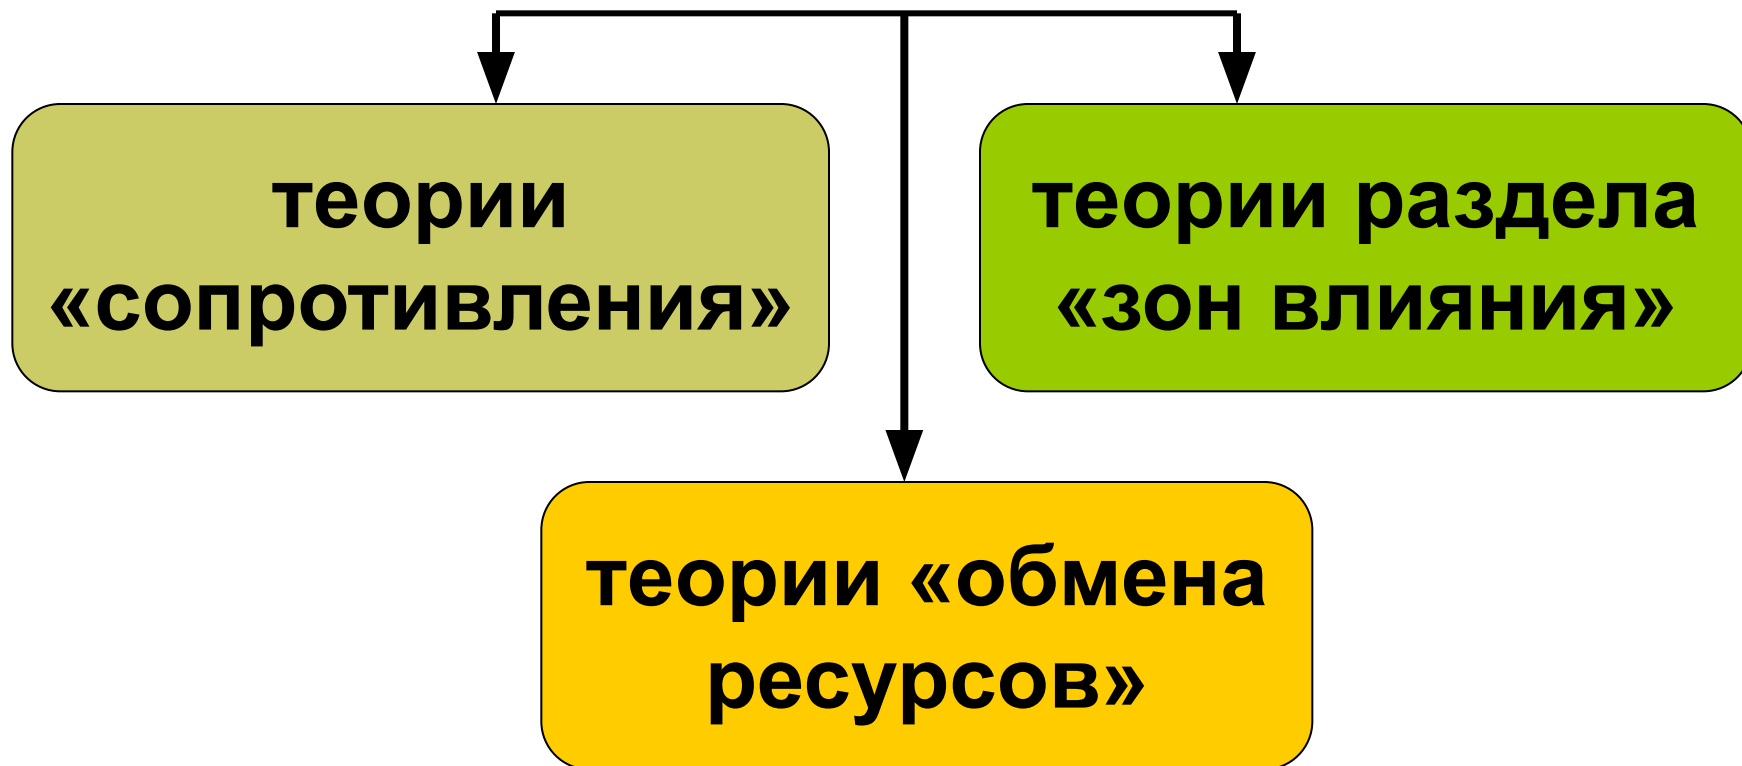 теории
«сопротивления»
теории раздела
«зон влияния»
теории «обмена
ресурсов»